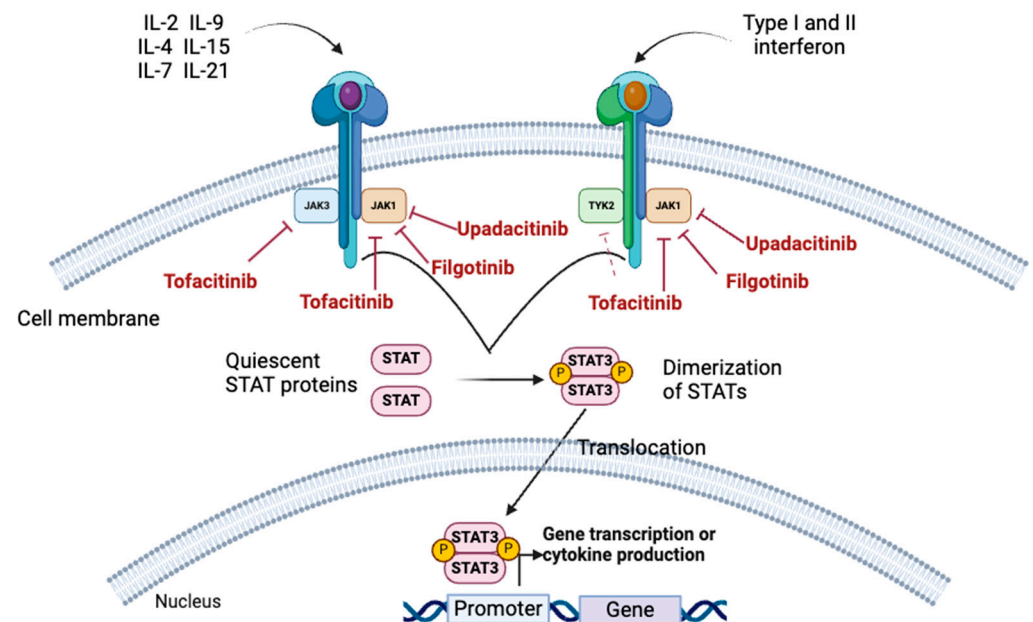 IL-2 IL-9
IL-4 IL-15
IL-7 IL-21
Type I and II
interferon
JAK3
JAK1
TYK2
JAK1
Upadacitinib
Filgotinib
Tofacitinib
Tofacitinib
Upadacitinib
Filgotinib
Tofacitinib
Cell membrane
Quiescent
STAT proteins
STAT
STAT
P
STAT3
P
STAT3
Dimerization
of STATs
Translocation
P
STAT3
P
STAT3
Gene transcription or
cytokine production
Nucleus
Promoter
Gene